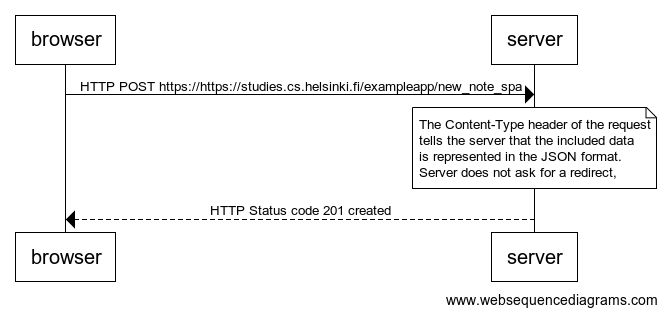 browser
server
HTTP POST https://https://studies.cs.helsinki.fi/exampleapp/new_note_spa
The Content-Type header of the request
tells the server that the included data
is represented in the JSON format.
Server does not ask for a redirect,
HTTP Status code 201 created
browser
server
www.websequencediagrams.com